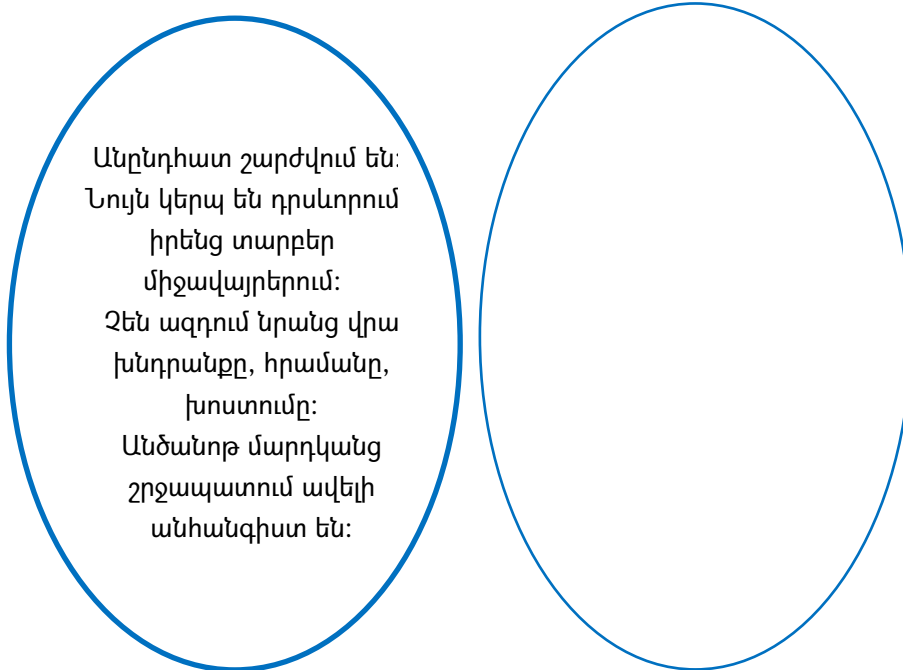 Անընդհատ շարժվում են:
Նույն կերպ են դրսևորում
իրենց տարբեր
միջավայրերում:
Չեն ազդում նրանց վրա
խնդրանքը, հրամանը,
խոստումը:
Անծանոթ մարդկանց
շրջապատում ավելի
անհանգիստ են: